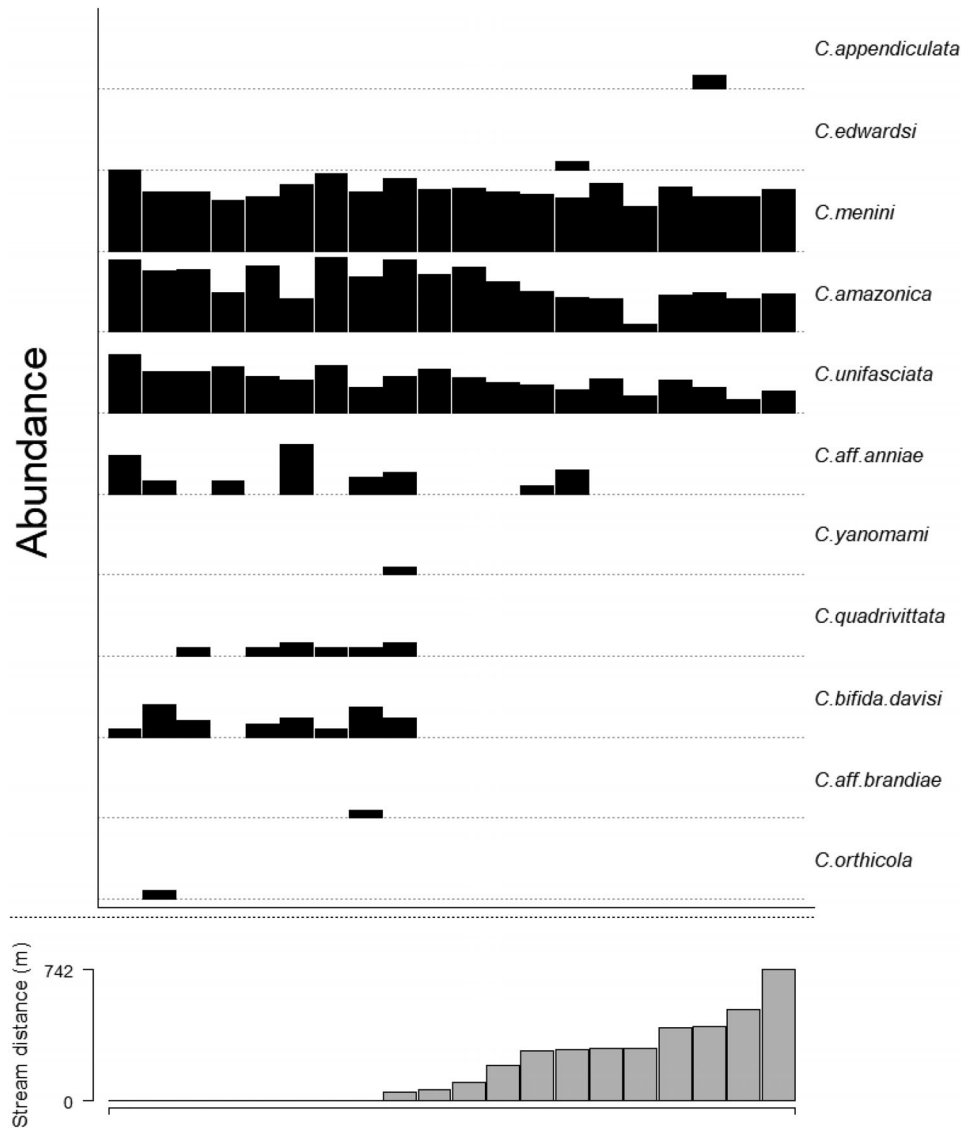 C.appendiculata
C.edwardsi
C.menini
C.amazonica
C.unifasciata
C.aff.anniae
C.yanomami
C.quadrivittata
C.bifida.davisi
C.aff.brandiae
C.orthicola
Abundance
Stream distance (m)
742
0